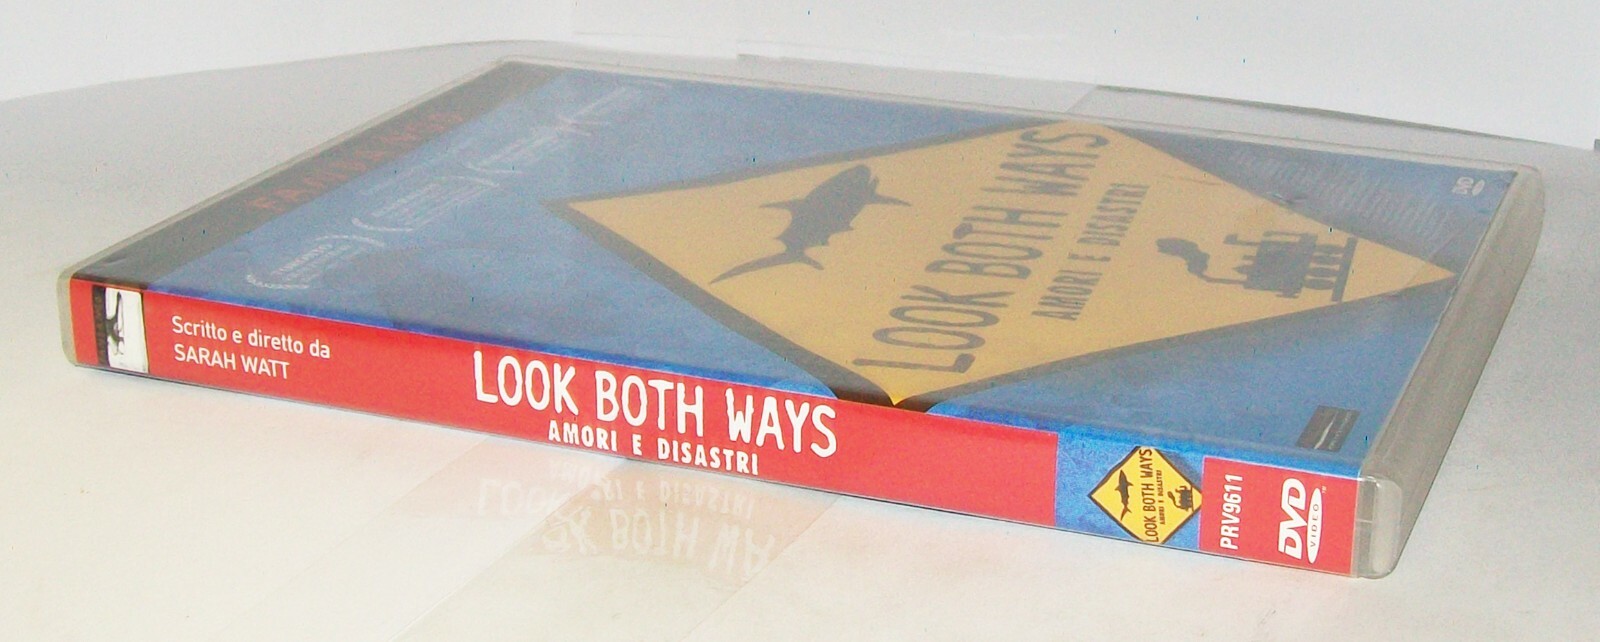 FANDANGO
LOOK BOTH WAYS
AMORI E DISASTRI
DVD
Scritto e diretto da
SARAH WATT
LOOK BOTH WAYS
AMORI E DISASTRI
LOOK BOTH WAYS
AMORI E DISASTRI
PRV9611
DVD
VIDEO